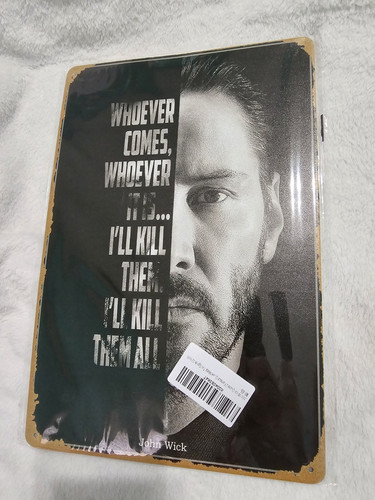 WHOEVER
COMES,
WHOEVER
IT IS...
I'LL KILL
THEM.
I'LL KILL
THEM ALL
John Wick